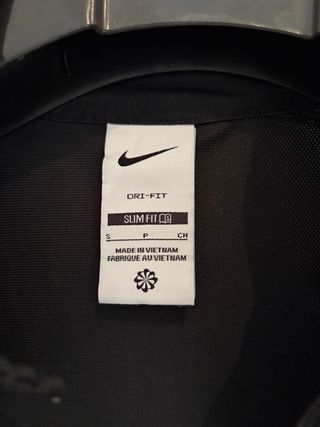 DRI-FIT
SLIM FIT
S P CH
MADE IN VIETNAM
FABRIQUE AU VIETNAM